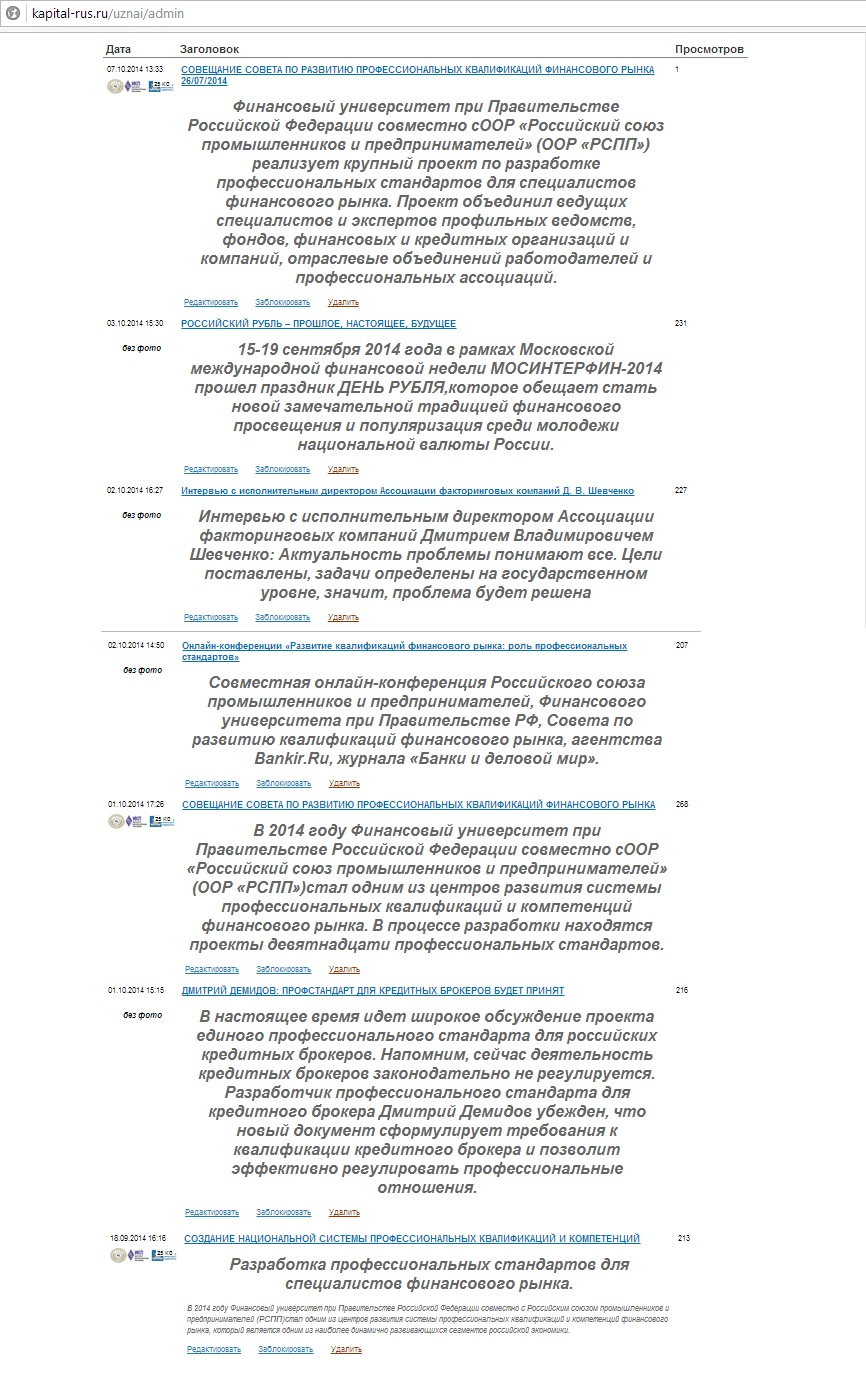 kapital-rus.ru/uznai/admin
Дата Заголовок Просмотров
07.10.2014 13:33 СОВЕЩАНИЕ СОВЕТА ПО РАЗВИТИЮ ПРОФЕССИОНАЛЬНЫХ КВАЛИФИКАЦИЙ ФИНАНСОВОГО РЫНКА 1
26/07/2014
Финансовый университет при Правительстве
Российской Федерации совместно сООР «Российский союз
промышленников и предпринимателей» (ООР «РСПП»)
реализует крупный проект по разработке
профессиональных стандартов для специалистов
финансового рынка. Проект объединил ведущих
специалистов и экспертов профильных ведомств,
фондов, финансовых и кредитных организаций и
компаний, отраслевые объединений работодателей и
профессиональных ассоциаций.
Редактировать Заблокировать Удалить
03.10.2014 15:30 РОССИЙСКИЙ РУБЛЬ – ПРОШЛОЕ, НАСТОЯЩЕЕ, БУДУЩЕЕ 231
без фото
15-19 сентября 2014 года в рамках Московской
международной финансовой недели МОСИНТЕРФИН-2014
прошел праздник ДЕНЬ РУБЛЯ,которое обещает стать
новой замечательной традицией финансового
просвещения и популяризация среди молодежи
национальной валюты России.
Редактировать Заблокировать Удалить
02.10.2014 16:27 Интервью с исполнительным директором Ассоциации факторинговых компаний Д. В. Шевченко 227
без фото
Интервью с исполнительным директором Ассоциации
факторинговых компаний Дмитрием Владимировичем
Шевченко: Актуальность проблемы понимают все. Цели
поставлены, задачи определены на государственном
уровне, значит, проблема будет решена
Редактировать Заблокировать Удалить
02.10.2014 14:50 Онлайн-конференции «Развитие квалификаций финансового рынка: роль профессиональных 207
стандартов»
без фото
Совместная онлайн-конференция Российского союза
промышленников и предпринимателей, Финансового
университета при Правительстве РФ, Совета по
развитию квалификаций финансового рынка, агентства
Bankir.Ru, журнала «Банки и деловой мир».
Редактировать Заблокировать Удалить
01.10.2014 17:26 СОВЕЩАНИЕ СОВЕТА ПО РАЗВИТИЮ ПРОФЕССИОНАЛЬНЫХ КВАЛИФИКАЦИЙ ФИНАНСОВОГО РЫНКА 268
В 2014 году Финансовый университет при
Правительстве Российской Федерации совместно сООР
«Российский союз промышленников и предпринимателей»
(ООР «РСПП»)стал одним из центров развития системы
профессиональных квалификаций и компетенций
финансового рынка. В процессе разработки находятся
проекты девятнадцати профессиональных стандартов.
Редактировать Заблокировать Удалить
01.10.2014 15:15 ДМИТРИЙ ДЕМИДОВ: ПРОФСТАНДАРТ ДЛЯ КРЕДИТНЫХ БРОКЕРОВ БУДЕТ ПРИНЯТ 216
без фото
В настоящее время идет широкое обсуждение проекта
единого профессионального стандарта для российских
кредитных брокеров. Напомним, сейчас деятельность
кредитных брокеров законодательно не регулируется.
Разработчик профессионального стандарта для
кредитного брокера Дмитрий Демидов убежден, что
новый документ сформулирует требования к
квалификации кредитного брокера и позволит
эффективно регулировать профессиональные
отношения.
Редактировать Заблокировать Удалить
18.09.2014 16:16 СОЗДАНИЕ НАЦИОНАЛЬНОЙ СИСТЕМЫ ПРОФЕССИОНАЛЬНЫХ КВАЛИФИКАЦИЙ И КОМПЕТЕНЦИЙ 213
Разработка профессиональных стандартов для
специалистов финансового рынка.
В 2014 году Финансовый университет при Правительстве Российской Федерации совместно с Российским союзом промышленников и
предпринимателей (РСПП)стал одним из центров развития системы профессиональных квалификаций и компетенций финансового
рынка, который является одним из наиболее динамично развивающихся сегментов российской экономики.
Редактировать Заблокировать Удалить